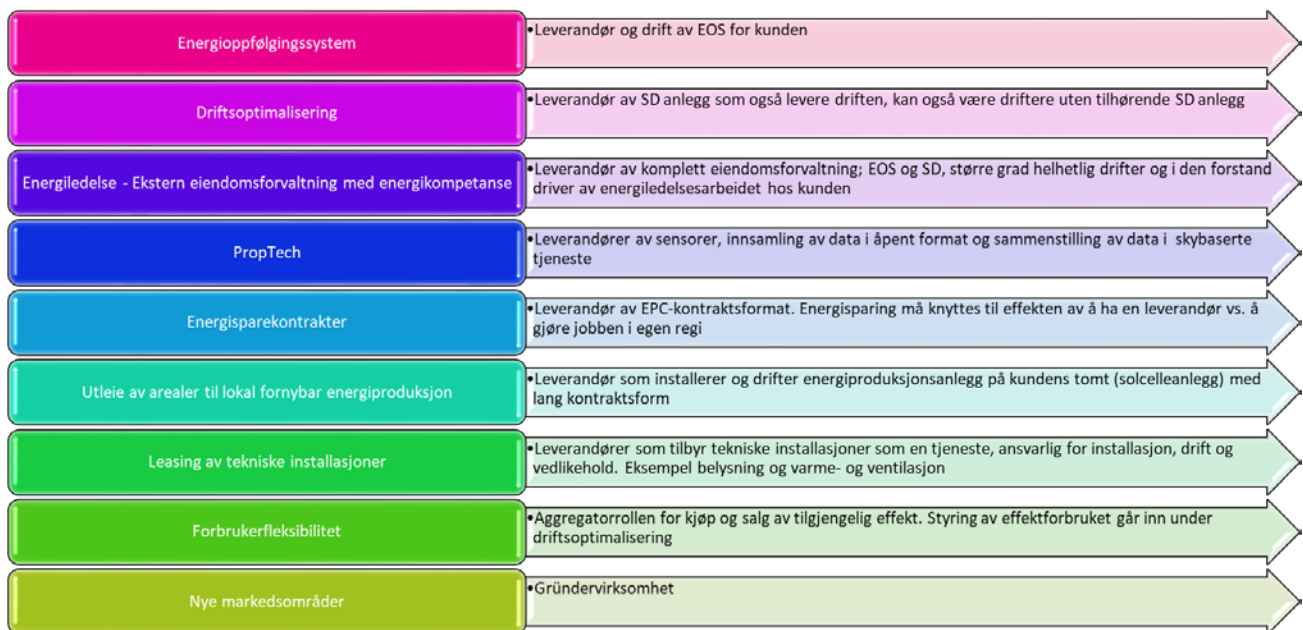 Energioppfølgingssystem
•Leverandør og drift av EOS for kunden
Driftsoptimalisering
•Leverandør av SD anlegg som også levere driften, kan også være driftere uten tilhørende SD anlegg
Energiledelse - Ekstern eiendomsforvaltning med energikompetanse
•Leverandør av komplett eiendomsforvaltning; EOS og SD, større grad helhetlig drifter og i den forstand
driver av energiledelsesarbeidet hos kunden
PropTech
•Leverandører av sensorer, innsamling av data i åpent format og sammenstilling av data i skybaserte
tjeneste
Energisparekontrakter
•Leverandør av EPC-kontraktsformat. Energisparing må knyttes til effekten av å ha en leverandør vs. å
gjøre jobben i egen regi
Utleie av arealer til lokal fornybar energiproduksjon
•Leverandør som installerer og drifter energiproduksjonsanlegg på kundens tomt (solcelleanlegg) med
lang kontraktsform
Leasing av tekniske installasjoner
•Leverandører som tilbyr tekniske installasjoner som en tjeneste, ansvarlig for installasjon, drift og
vedlikehold. Eksempel belysning og varme- og ventilasjon
Forbrukerfleksibilitet
•Aggregatorrollen for kjøp og salg av tilgjengelig effekt. Styring av effektforbruket går inn under
driftsoptimalisering
Nye markedsområder
•Gründervirksomhet